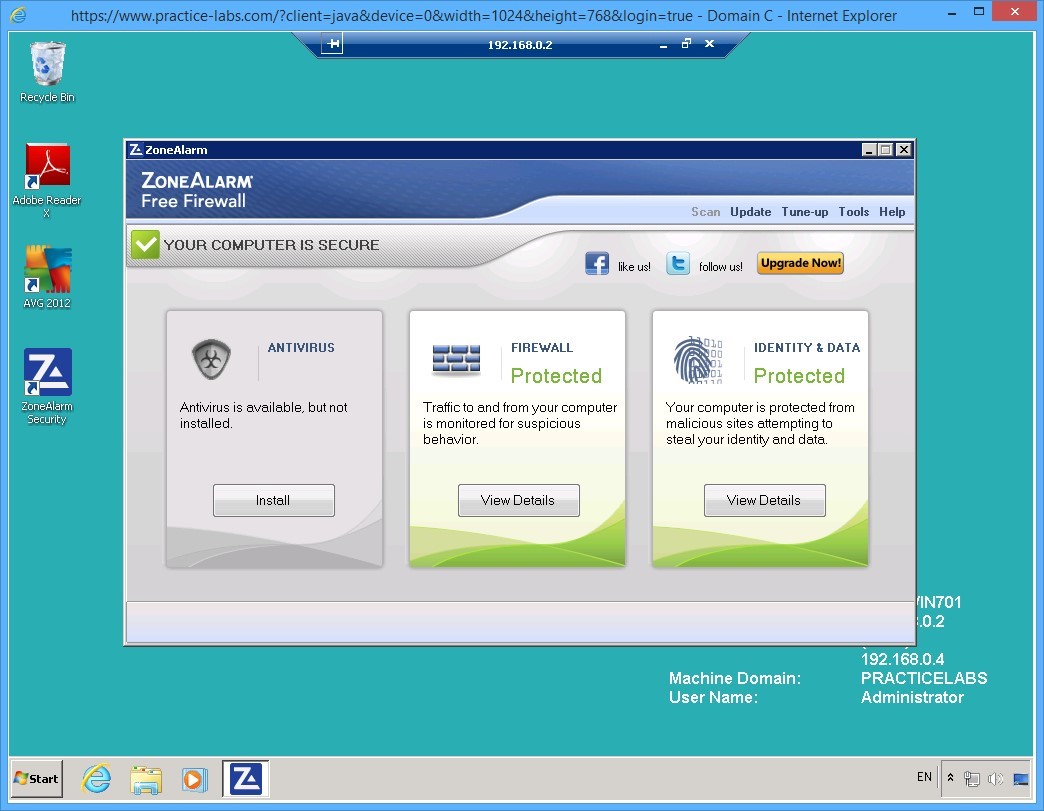 https://www.practice-labs.com/?client=java&device=0&width=1024&height=768&login=true - Domain C - Internet Explorer
192.168.0.2
Recycle Bin
Adobe Reader
X
AVG 2012
ZoneAlarm
Security
ZoneAlarm
ZONEALARM
Free Firewall
Scan Update Tune-up Tools Help
YOUR COMPUTER IS SECURE
like us! follow us! Upgrade Now!
ANTIVIRUS
Antivirus is available, but not
installed.
Install
FIREWALL
Protected
Traffic to and from your computer
is monitored for suspicious
behavior.
View Details
IDENTITY & DATA
Protected
Your computer is protected from
malicious sites attempting to
steal your identity and data.
View Details
IN701
.0.2
192.168.0.4
Machine Domain: PRACTICELABS
User Name: Administrator
Start
EN